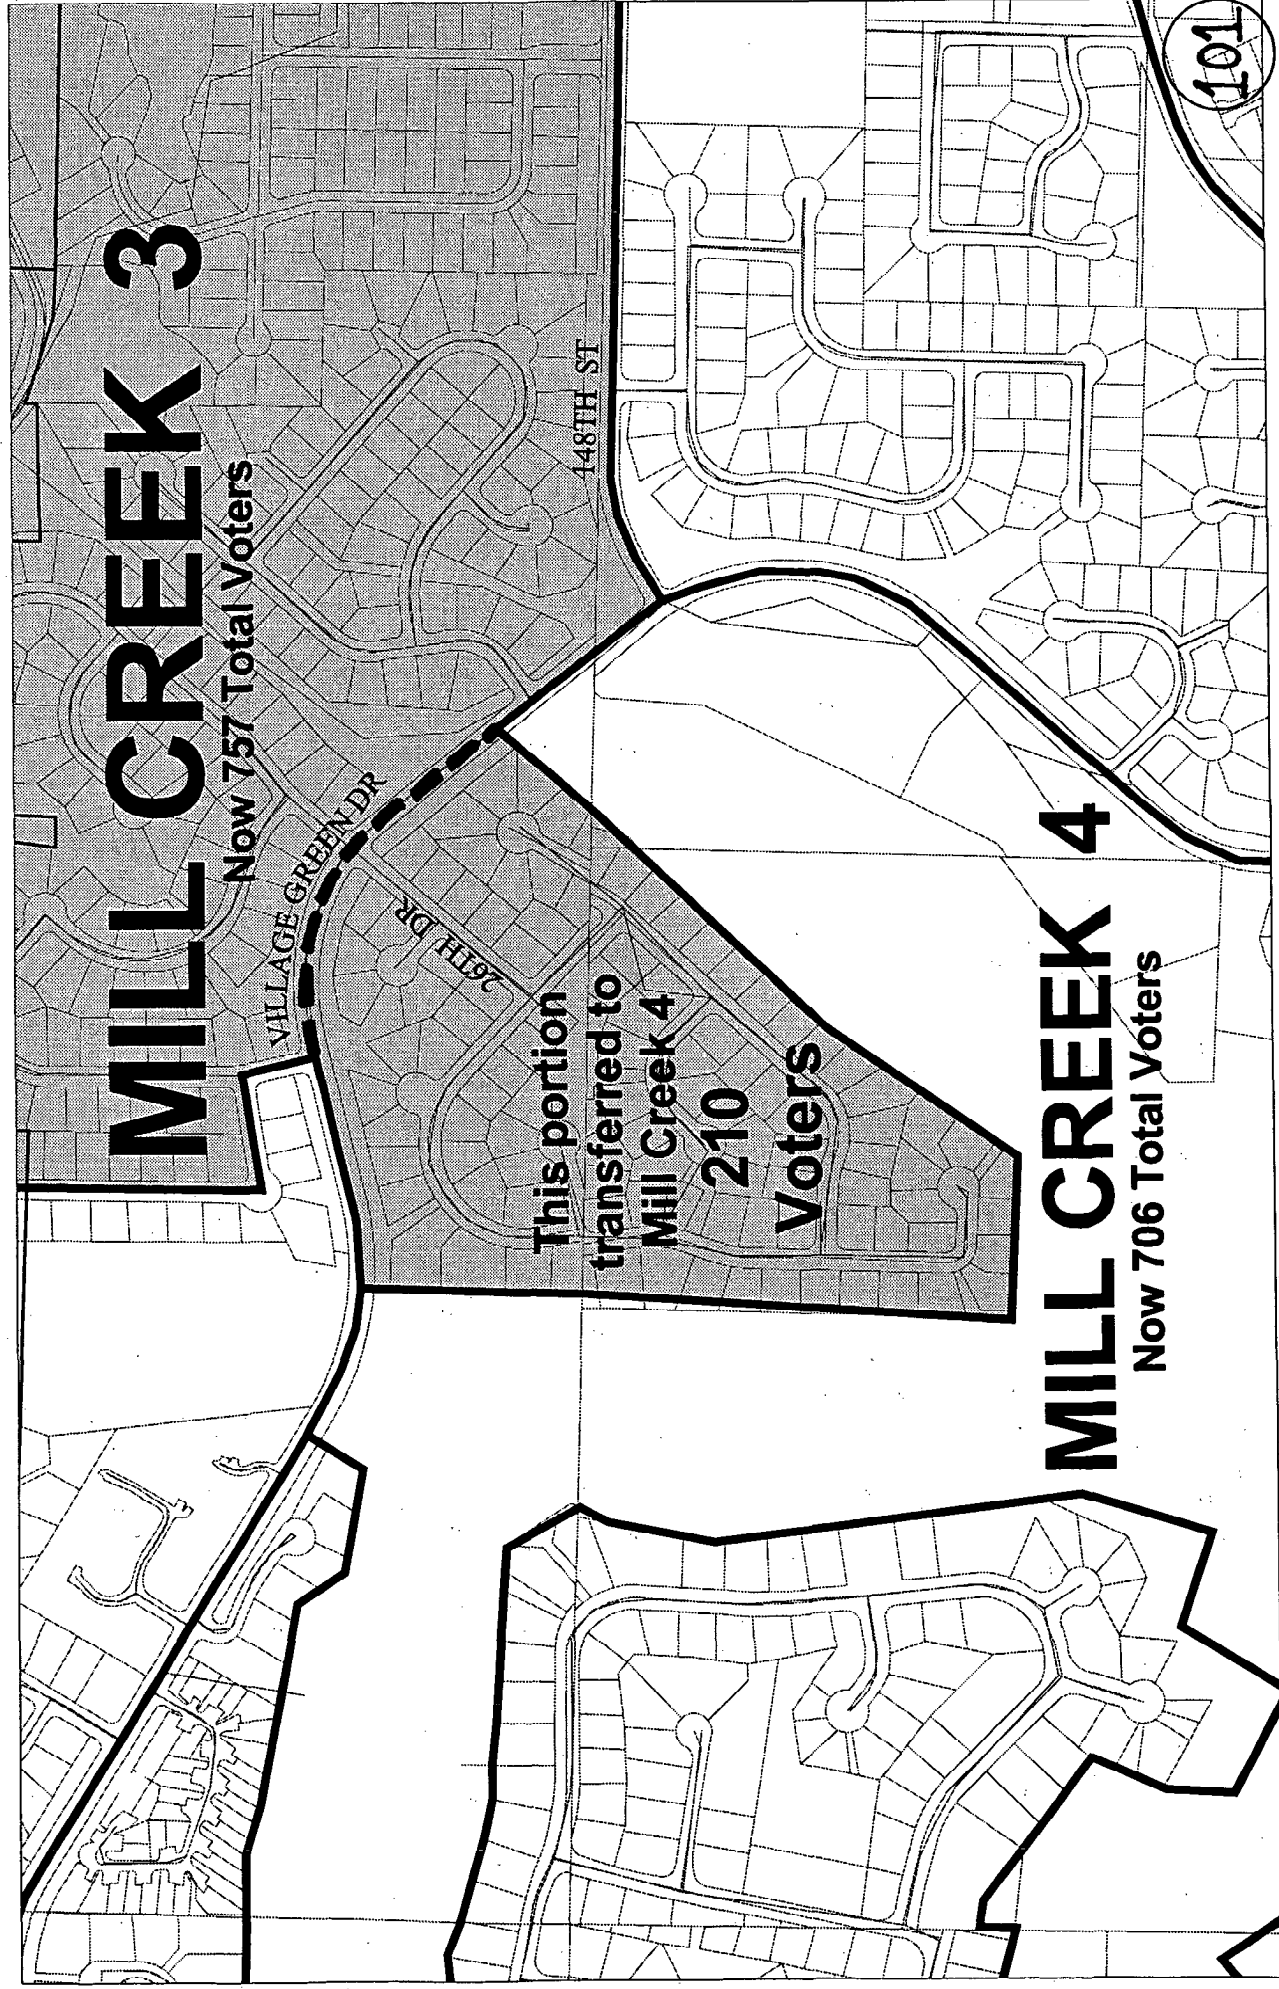 MILL CREEK 3
Now 757 Total Voters
VILLAGE GREEN DR
26TH DR
148TH ST
This portion
transferred to
Mill Creek 4
210
Voters
MILL CREEK 4
Now 706 Total Voters
101